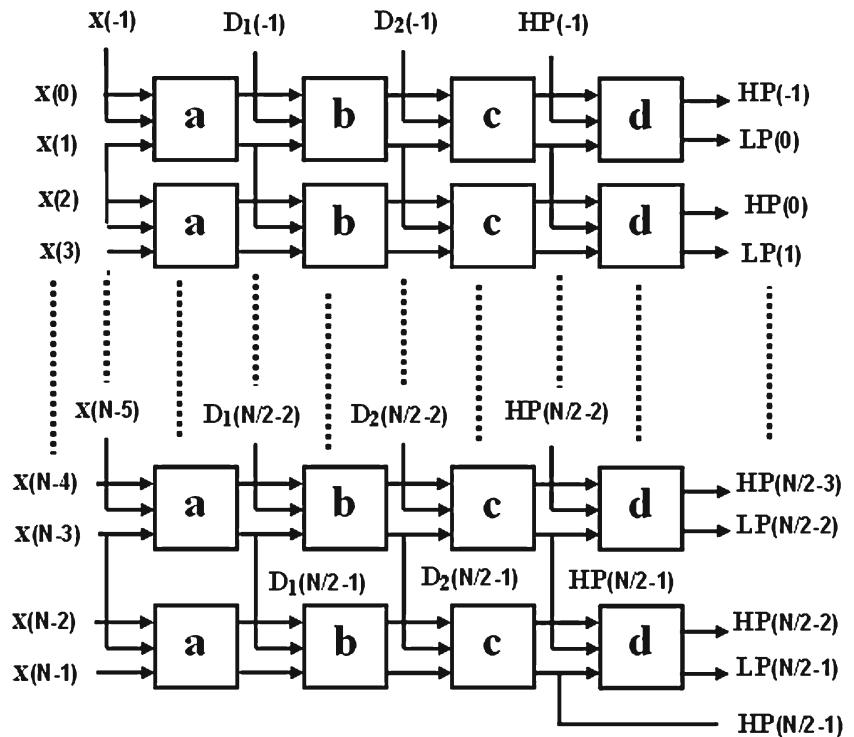 x(-1) D₁(-1) D₂(-1) HP(-1)
x(0) HP(-1)
a b c d
x(1) LP(0)
x(2) HP(0)
a b c d
x(3) LP(1)
x(N-5) D₁(N/2-2) D₂(N/2-2) HP(N/2-2)
x(N-4) HP(N/2-3)
a b c d
x(N-3) LP(N/2-2)
D₁(N/2-1) D₂(N/2-1) HP(N/2-1)
x(N-2) HP(N/2-2)
a b c d
x(N-1) LP(N/2-1)
HP(N/2-1)